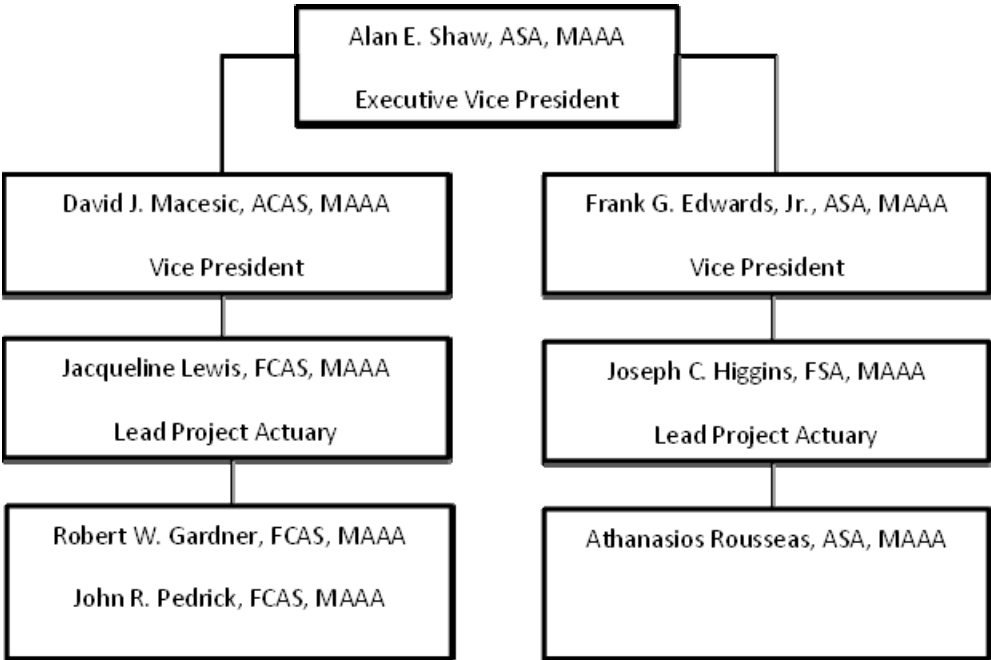 Alan E. Shaw, ASA, MAAA
Executive Vice President
David J. Macesic, ACAS, MAAA
Vice President
Frank G. Edwards, Jr., ASA, MAAA
Vice President
Jacqueline Lewis, FCAS, MAAA
Lead Project Actuary
Joseph C. Higgins, FSA, MAAA
Lead Project Actuary
Robert W. Gardner, FCAS, MAAA
John R. Pedrick, FCAS, MAAA
Athanasios Rousseas, ASA, MAAA